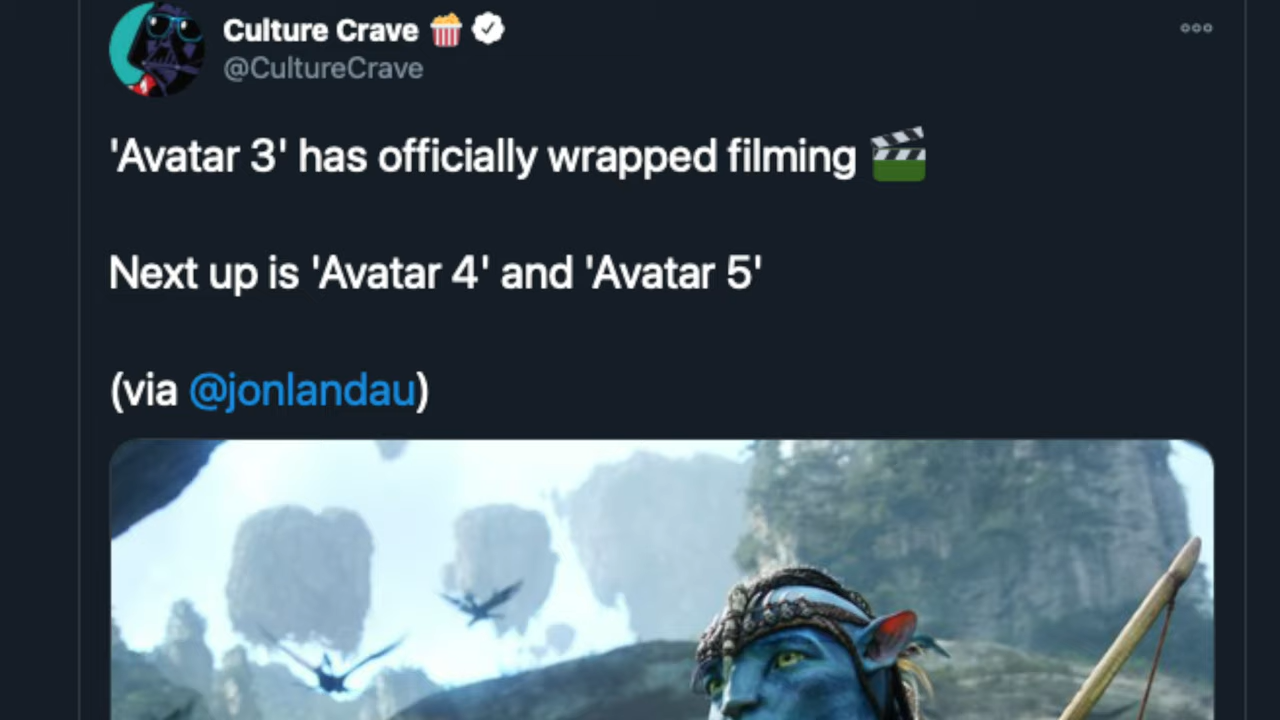 Culture Crave 🍿
@CultureCrave
'Avatar 3' has officially wrapped filming 🎬
Next up is 'Avatar 4' and 'Avatar 5'
(via @jonlandau)